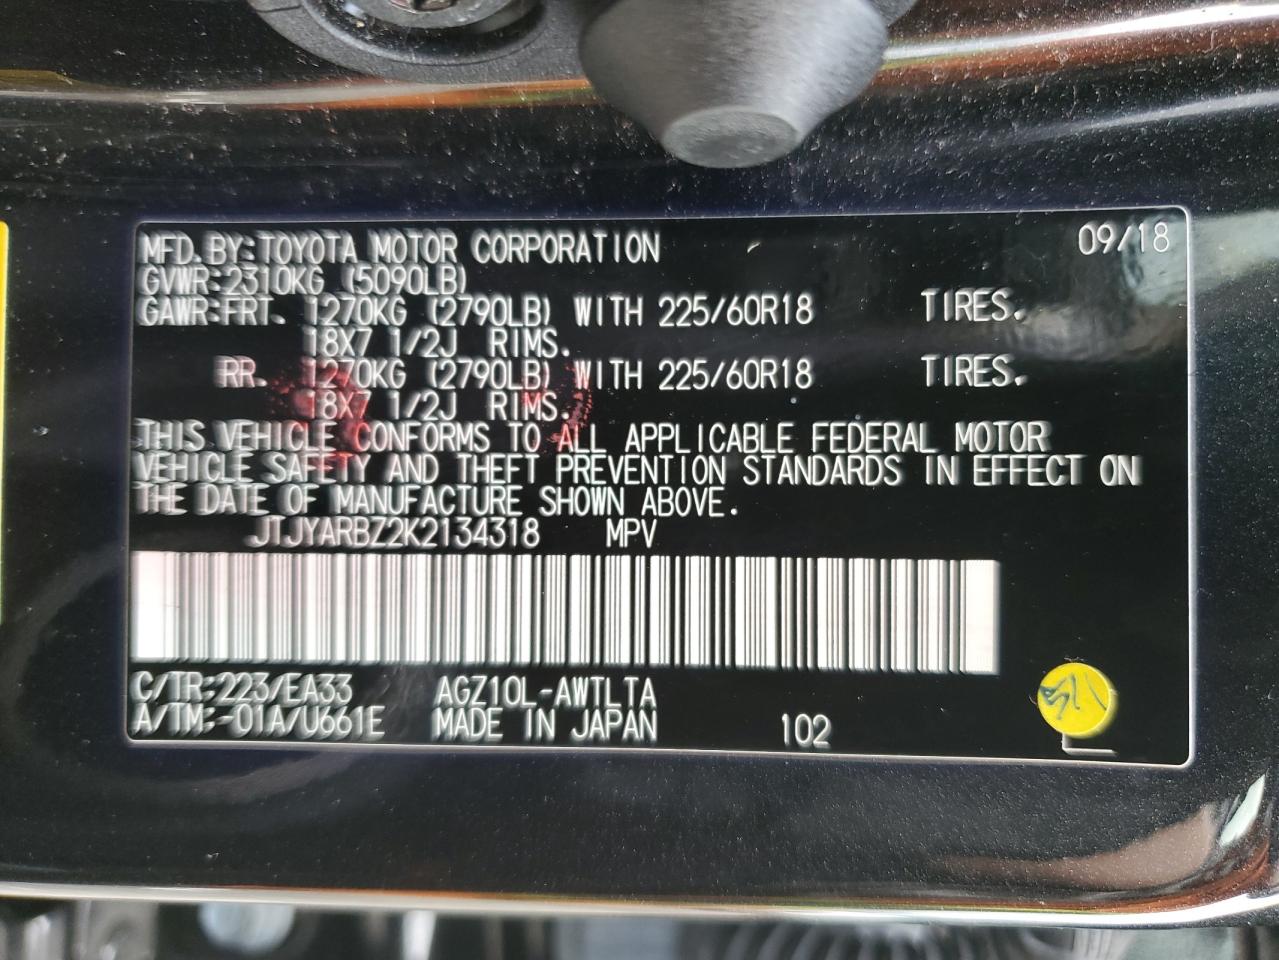 MFD.BY:TOYOTA MOTOR CORPORATION 09/18
GVWR:2310KG (5090LB)
GAWR:FRT. 1270KG (2790LB) WITH 225/60R18 TIRES.
18X7 1/2J RIMS.
RR. 1270KG (2790LB) WITH 225/60R18 TIRES.
18X7 1/2J RIMS.
THIS VEHICLE CONFORMS TO ALL APPLICABLE FEDERAL MOTOR
VEHICLE SAFETY AND THEFT PREVENTION STANDARDS IN EFFECT ON
THE DATE OF MANUFACTURE SHOWN ABOVE.
JTJYARBZ2K2134318 MPV
C/TR:223/EA33 AGZ10L-AWTLTA
A/TM:-01A/U661E MADE IN JAPAN 102